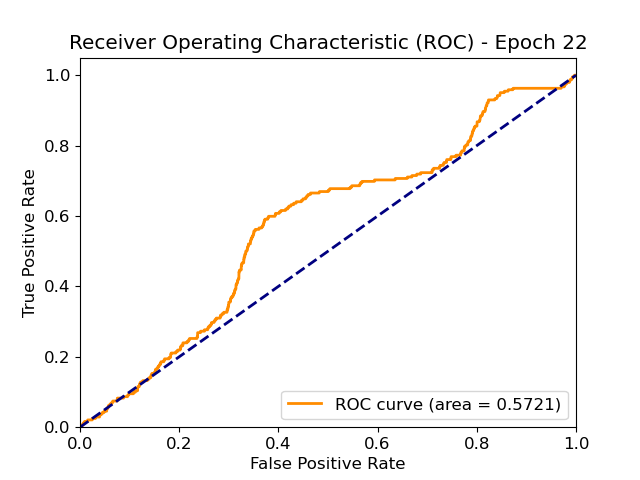 Receiver Operating Characteristic (ROC) - Epoch 22
True Positive Rate
1.0
0.8
0.6
0.4
0.2
0.0
ROC curve (area = 0.5721)
0.0 0.2 0.4 0.6 0.8 1.0
False Positive Rate